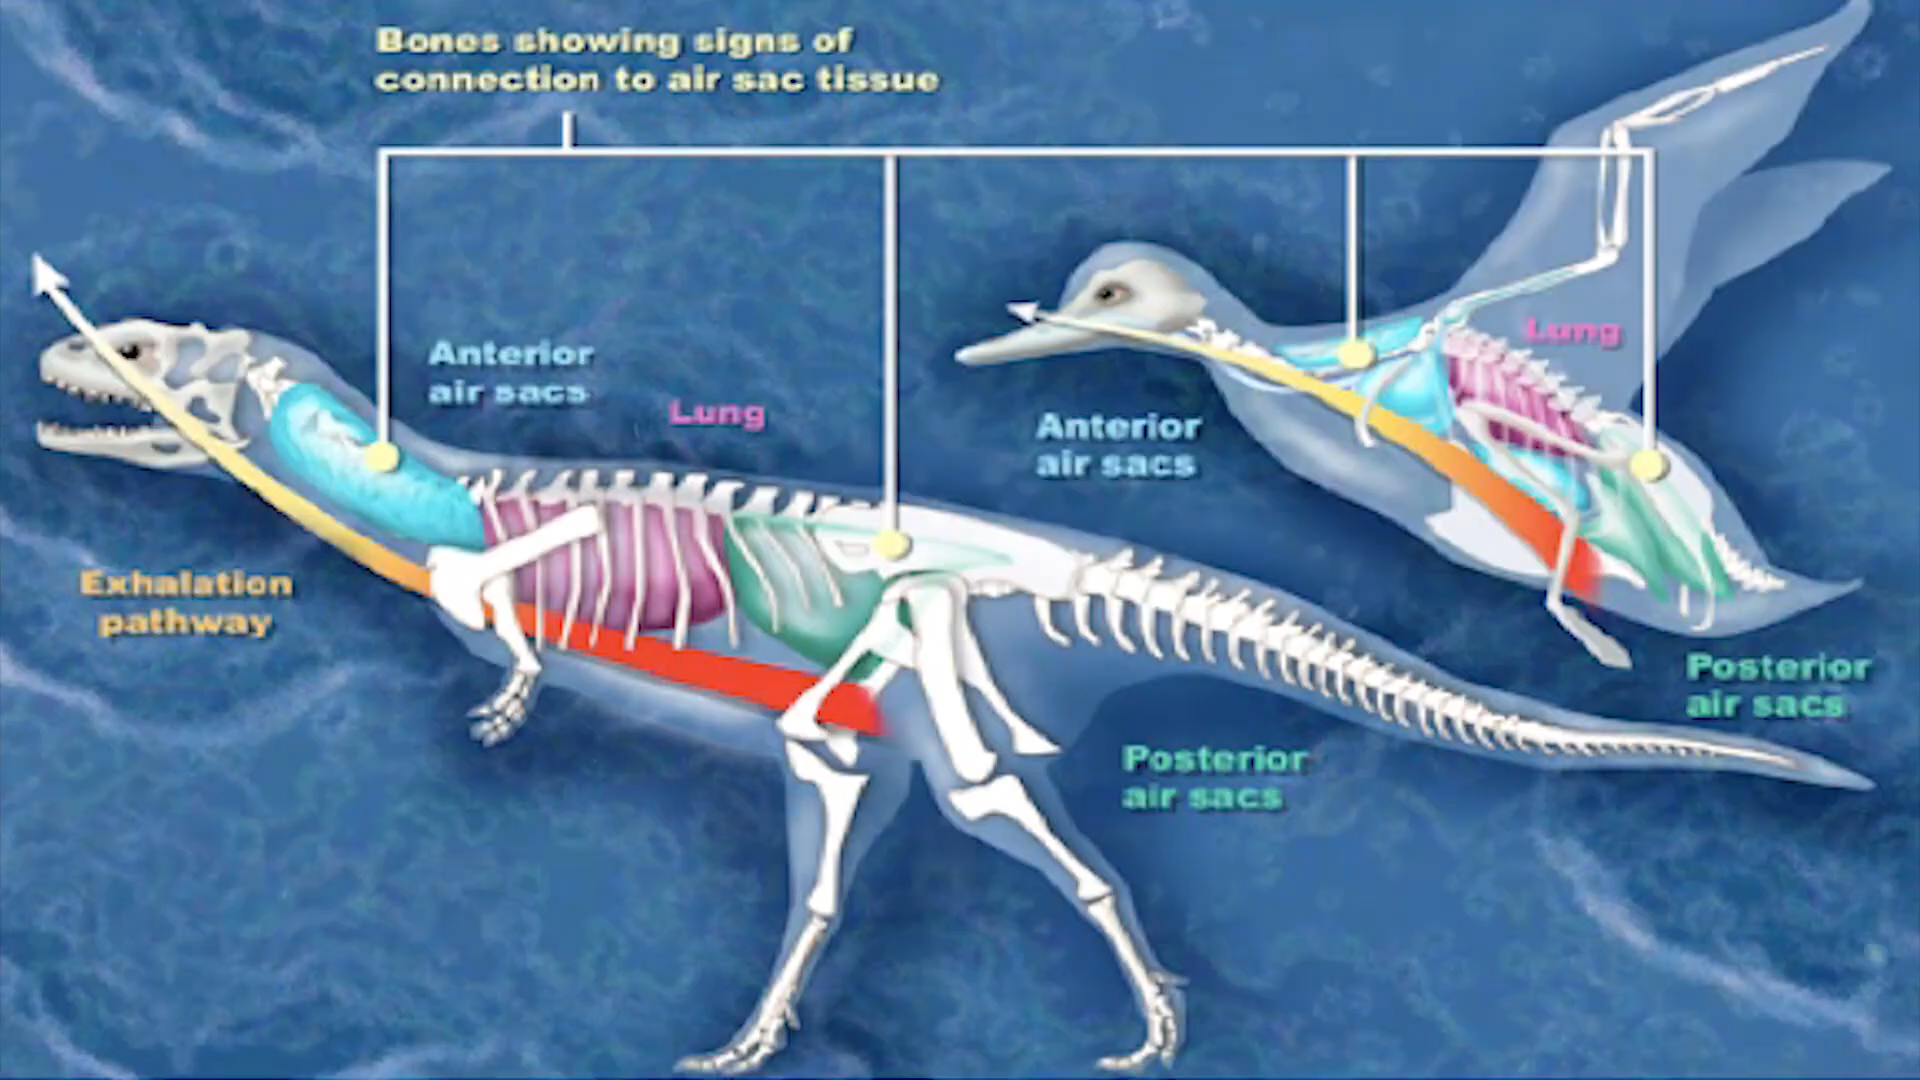 Bones showing signs of
connection to air sac tissue
Anterior
air sacs
Lung
Exhalation
pathway
Posterior
air sacs
Lung
Anterior
air sacs
Posterior
air sacs